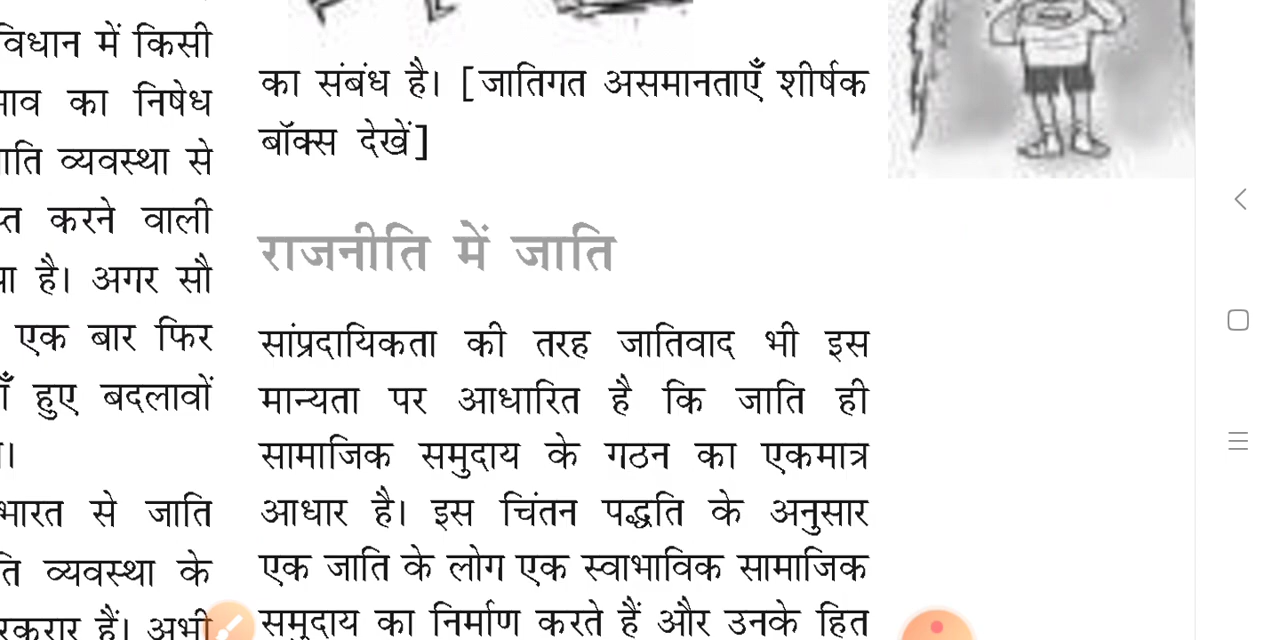 विधान में किसी
का निषेध
व्यवस्था से
करने वाली
है। अगर सौ
एक बार फिर
हुए बदलावों
भारत से जाति
व्यवस्था के
हैं। अभी
का संबंध है। [जातिगत असमानताएँ शीर्षक
बॉक्स देखें]
राजनीति में जाति
सांप्रदायिकता की तरह जातिवाद भी इस
मान्यता पर आधारित है कि जाति ही
सामाजिक समुदाय के गठन का एकमात्र
आधार है। इस चिंतन पद्धति के अनुसार
एक जाति के लोग एक स्वाभाविक सामाजिक
समुदाय का निर्माण करते हैं और उनके हित